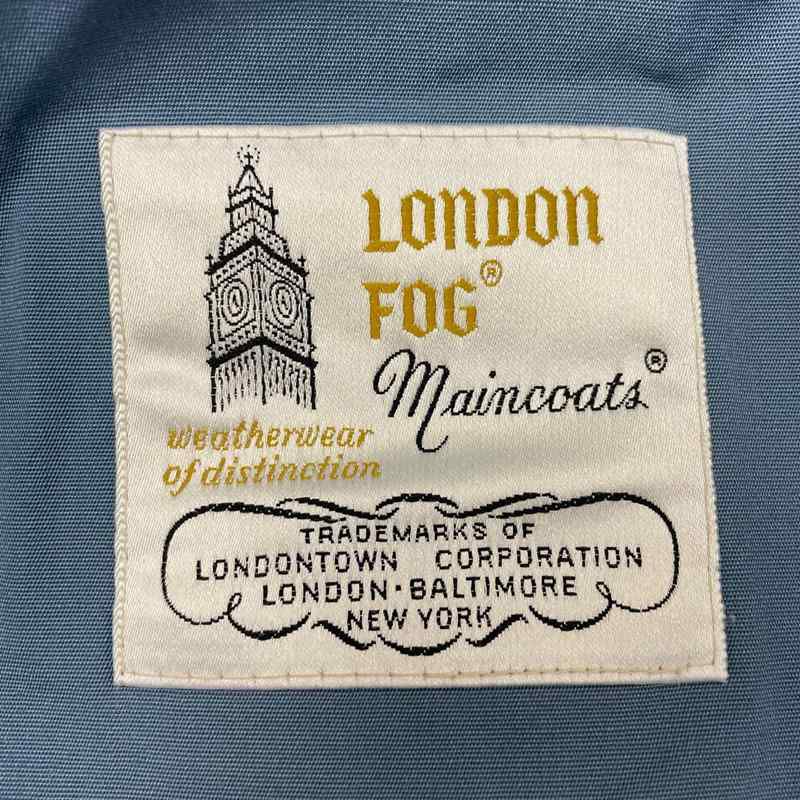 LONDON
FOG®
Maincoats®
weatherwear
of distinction
TRADEMARKS OF
LONDONTOWN CORPORATION
LONDON·BALTIMORE
NEW YORK